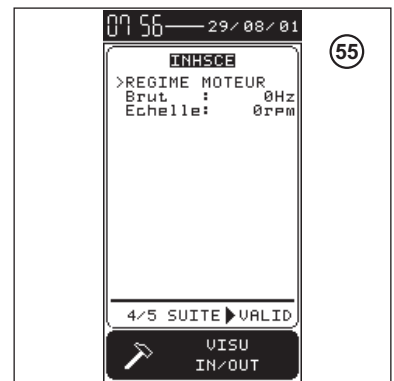 07 56 29/08/01
55
INHSCE
>REGIME MOTEUR
Brut : 0Hz
Echelle: 0rpm
4/5 SUITE▶VALID
VISU
IN/OUT